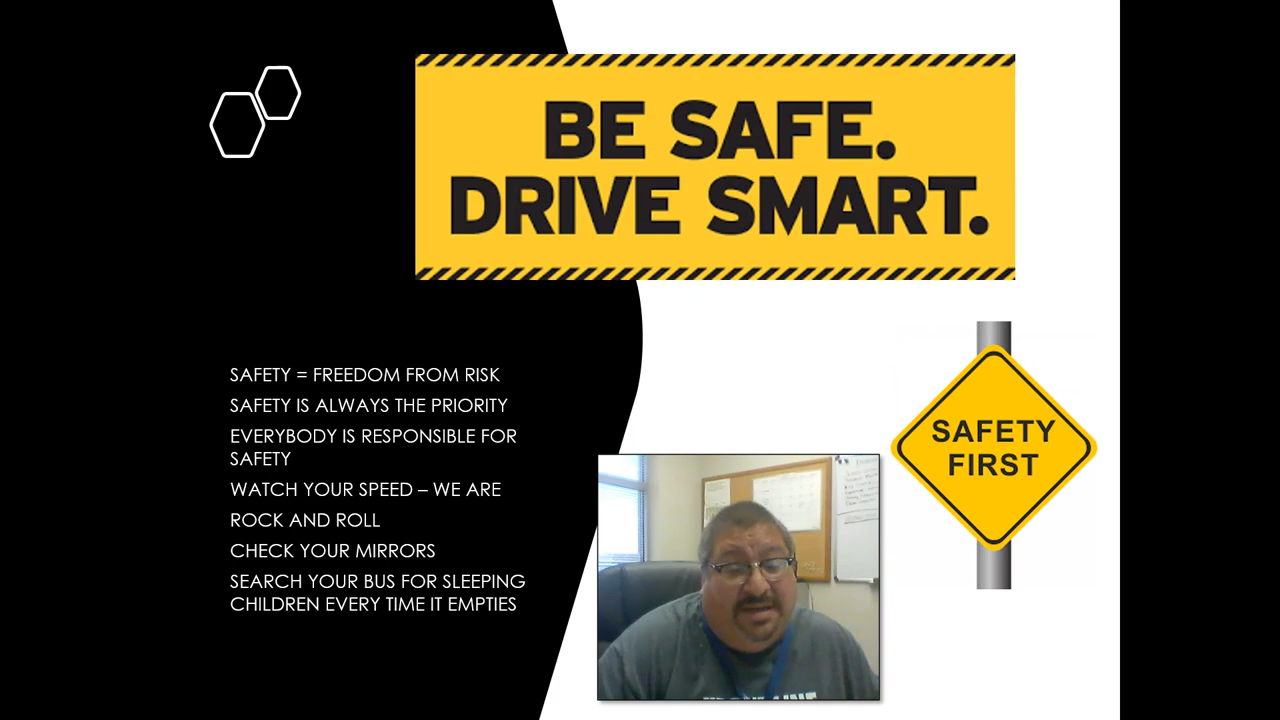 BE SAFE.
DRIVE SMART.
SAFETY = FREEDOM FROM RISK
SAFETY IS ALWAYS THE PRIORITY
EVERYBODY IS RESPONSIBLE FOR
SAFETY
WATCH YOUR SPEED – WE ARE
ROCK AND ROLL
CHECK YOUR MIRRORS
SEARCH YOUR BUS FOR SLEEPING
CHILDREN EVERY TIME IT EMPTIES
SAFETY
FIRST